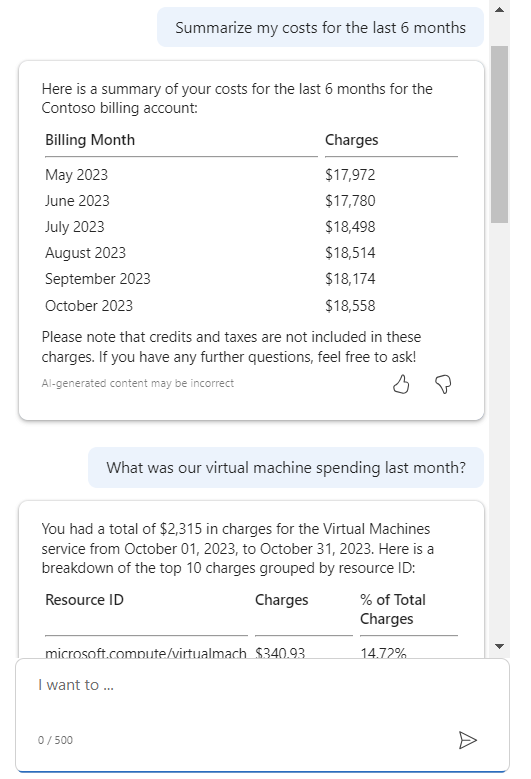 Summarize my costs for the last 6 months
Here is a summary of your costs for the last 6 months for the
Contoso billing account:
Billing Month Charges
May 2023 $17,972
June 2023 $17,780
July 2023 $18,498
August 2023 $18,514
September 2023 $18,174
October 2023 $18,558
Please note that credits and taxes are not included in these
charges. If you have any further questions, feel free to ask!
AI-generated content may be incorrect
What was our virtual machine spending last month?
You had a total of $2,315 in charges for the Virtual Machines
service from October 01, 2023, to October 31, 2023. Here is a
breakdown of the top 10 charges grouped by resource ID:
Resource ID Charges % of Total
Charges
microsoft.compute/virtualmach $340.93 14.72%
I want to ...
0 / 500